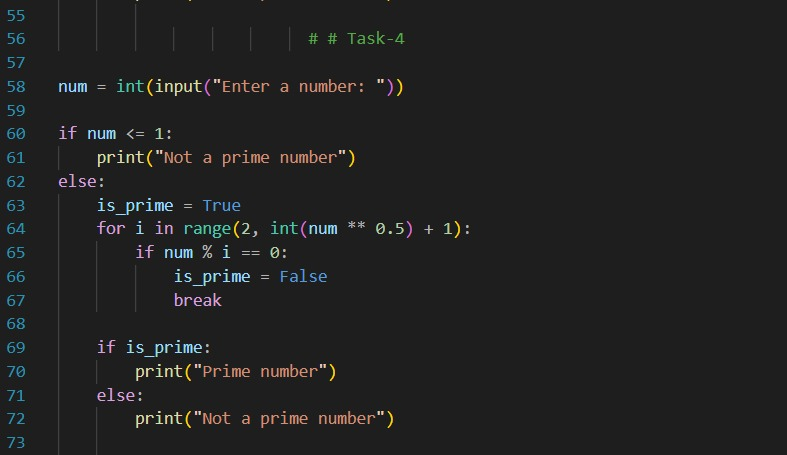 55
56                              # # Task-4
57
58    num = int(input("Enter a number: "))
59
60    if num <= 1:
61        print("Not a prime number")
62    else:
63        is_prime = True
64        for i in range(2, int(num ** 0.5) + 1):
65            if num % i == 0:
66                is_prime = False
67                break
68
69        if is_prime:
70            print("Prime number")
71        else:
72            print("Not a prime number")
73